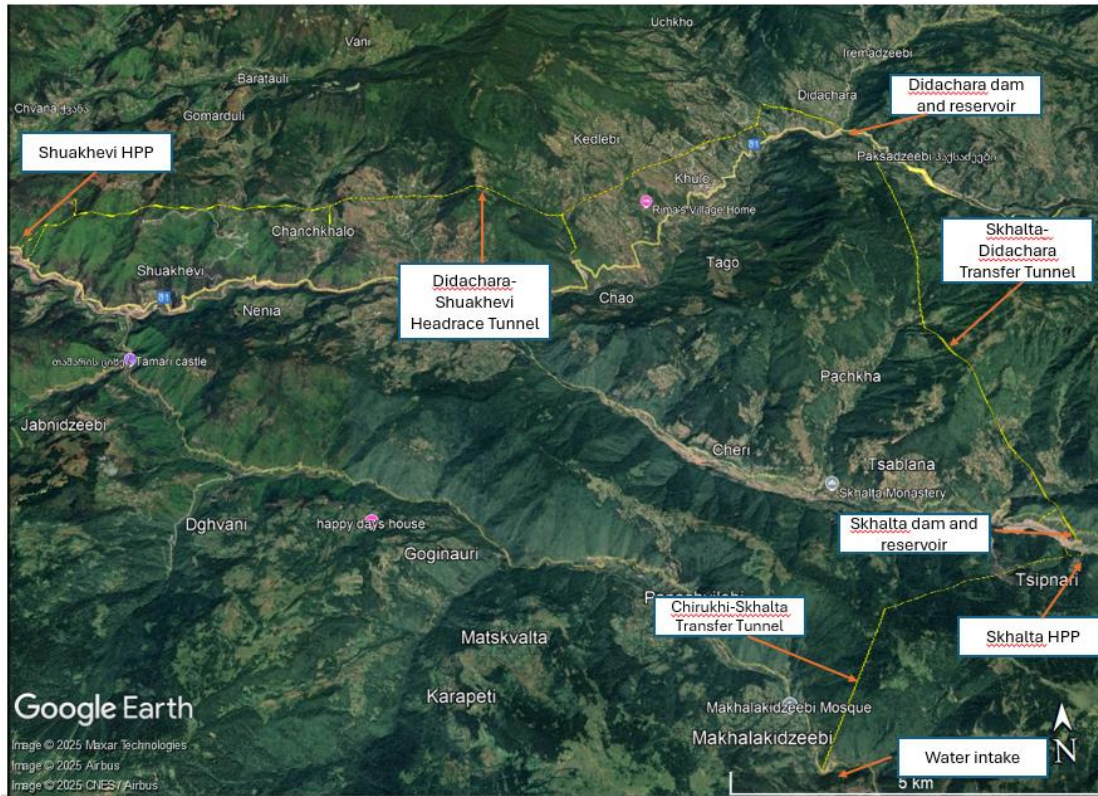 Uchkho
Vani
Iremadzeebi
Baratauli
Didachara
Didachara dam
and reservoir
Chvana ჭვანა
Gomarduli
Kedlebi
Shuakhevi HPP
Paksadzeebi პაქსაძეები
Khulo
Rima's Village Home
Chanchkhalo
Skhalta-
Didachara
Transfer Tunnel
Shuakhevi
Tago
Didachara-
Shuakhevi
Headrace Tunnel
Chao
Nenia
თამარის ციხე Tamari castle
Pachkha
Jabnidzeebi
Cheri
Tsablana
Skhalta Monastery
Dghvani
happy days house
Skhalta dam and
reservoir
Goginauri
Tsipnari
Chirukhi-Skhalta
Transfer Tunnel
Matskvalta
Skhalta HPP
Karapeti
Google Earth
Makhalakidzeebi Mosque
Makhalakidzeebi
N
Image © 2025 Maxar Technologies
Image © 2025 Airbus
Image © 2025 CNES / Airbus
Water intake
5 km